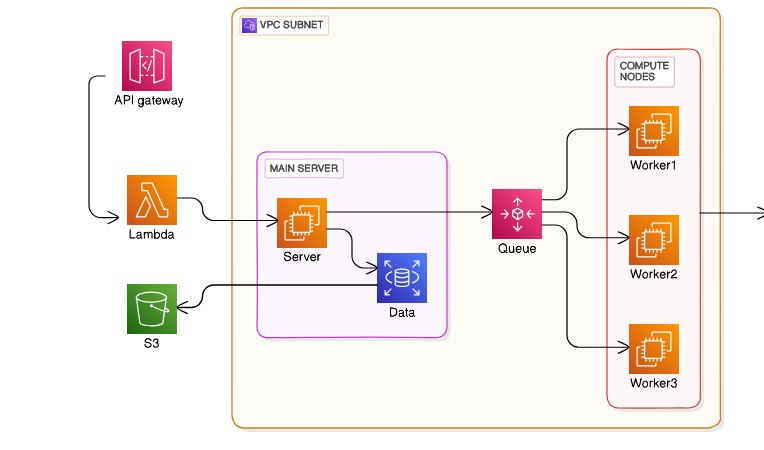 VPC SUBNET
API gateway
COMPUTE
NODES
Worker1
MAIN SERVER
Lambda
Server
Queue
Worker2
Data
S3
Worker3